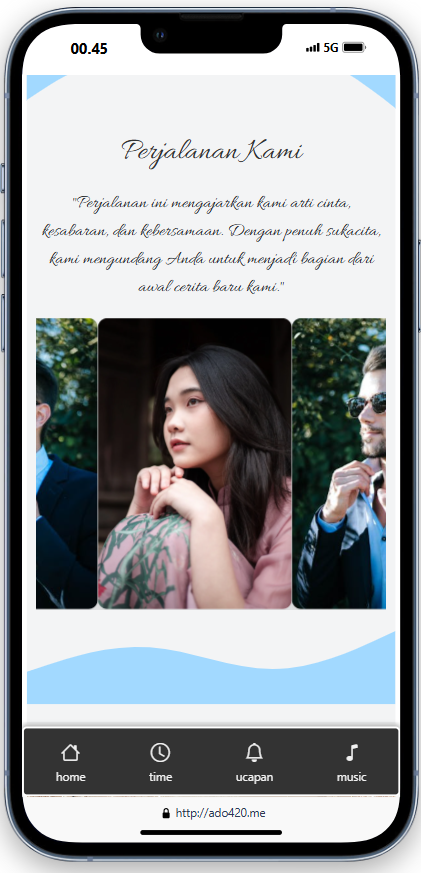 00.45
5G
Perjalanan Kami
"Perjalanan ini mengajarkan kami arti cinta,
kesabaran, dan kebersamaan. Dengan penuh sukacita,
kami mengundang Anda untuk menjadi bagian dari
awal cerita baru kami."
home
time
ucapan
music
http://ado420.me